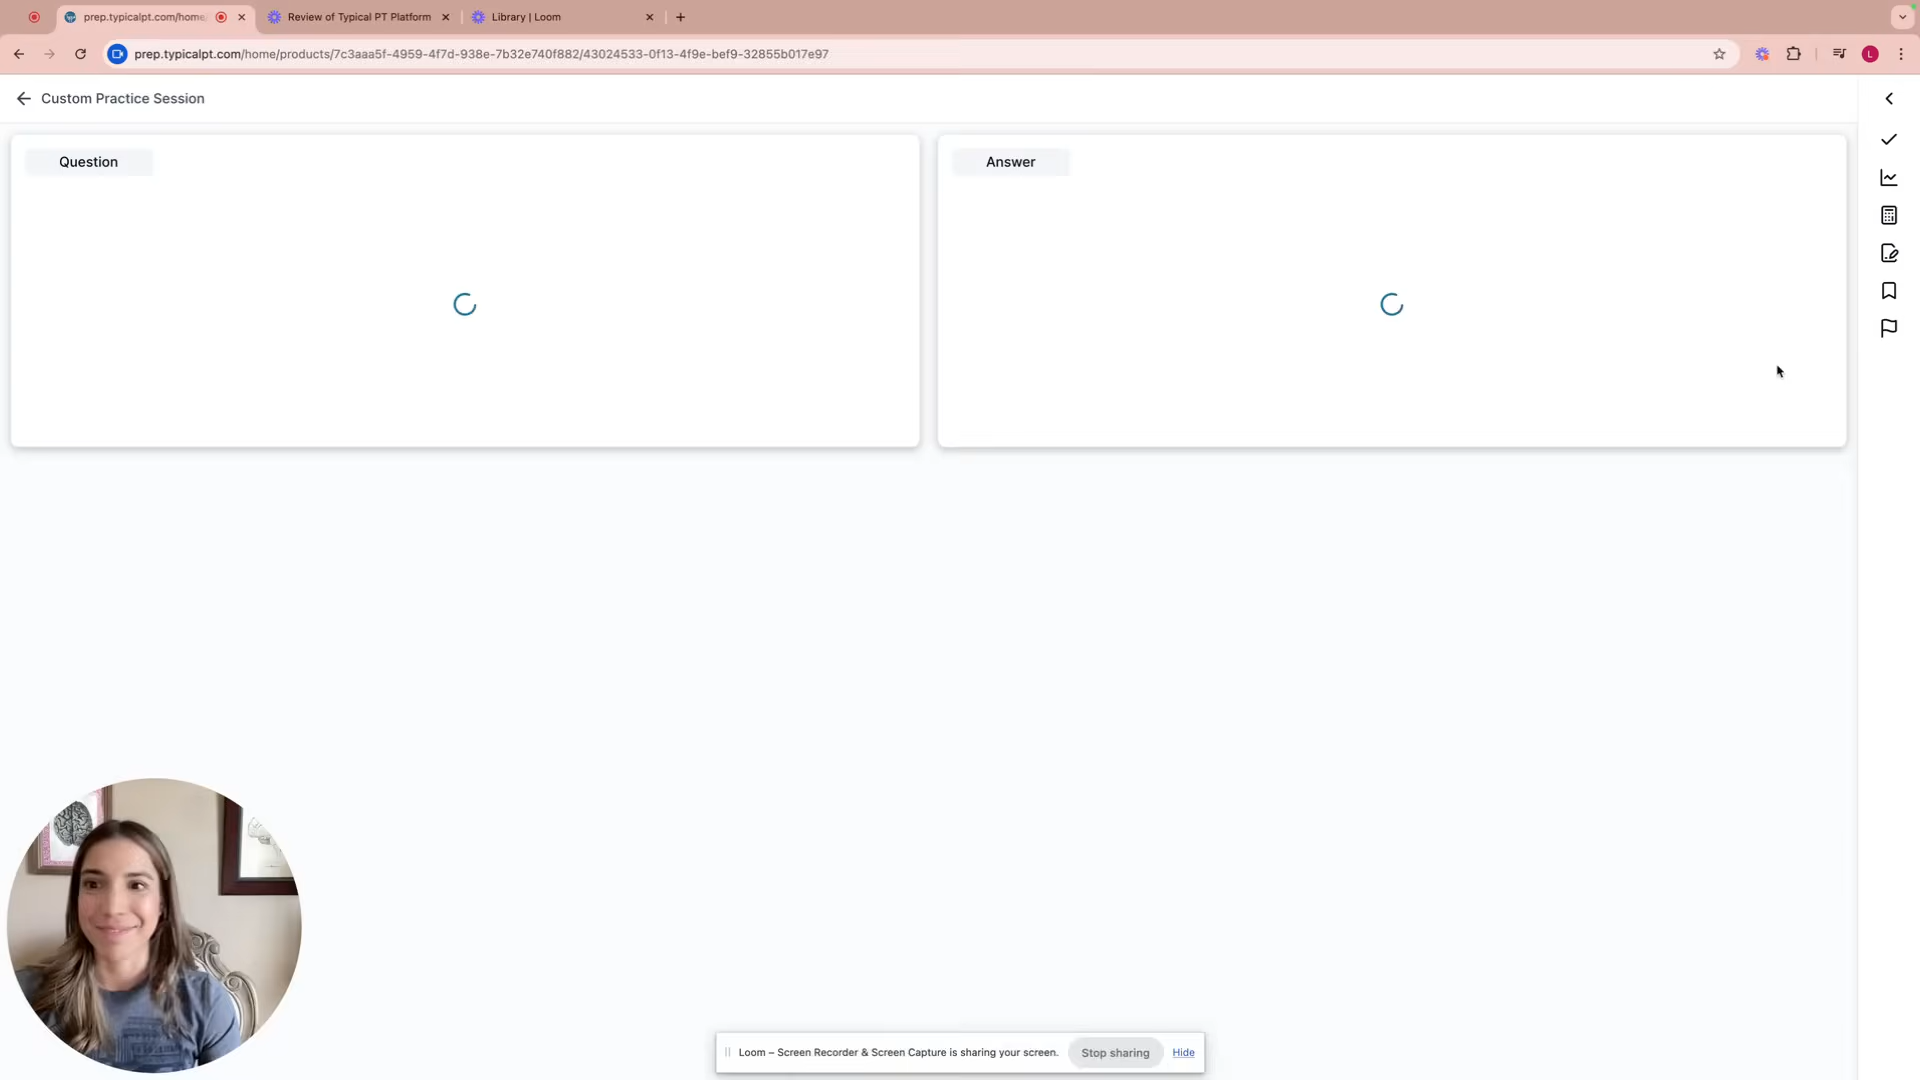 prep.typicalpt.com/home/
Review of Typical PT Platform
Library | Loom
prep.typicalpt.com/home/products/7c3aaa5f-4959-4f7d-938e-7b32e740f882/43024533-0f13-4f9e-bef9-32855b017e97
L
Custom Practice Session
Question
Answer
Loom – Screen Recorder & Screen Capture is sharing your screen.
Stop sharing
Hide